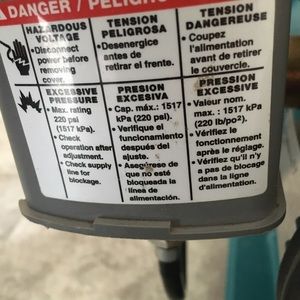 DANGER / PELIGRO
HAZARDOUS
VOLTAGE
•Disconnect
power before
removing
cover.
TENSION
PELIGROSA
•Desenergice
antes de
retirar el frente.
TENSION
DANGEREUSE
• Coupez
l'alimentation
avant de retirer
le couvercle.
EXCESSIVE
PRESSURE
• Max. rating
220 psi
(1517 kPa).
• Check
operation after
adjustment.
• Check supply
line for
blockage.
PRESION
EXCESIVA
• Cap. máx.: 1517
kPa (220 psi).
• Verifique el
funcionamiento
después del
ajuste.
• Asegúrese de
que no esté
bloqueada la
línea de
alimentación.
PRESSION
EXCESSIVE
• Valeur nom.
max. : 1517 kPa
(220 lb/po2).
• Vérifiez le
fonctionnement
après le réglage.
• Vérifiez qu'il n'y
a pas de blocage
dans la ligne
d'alimentation.